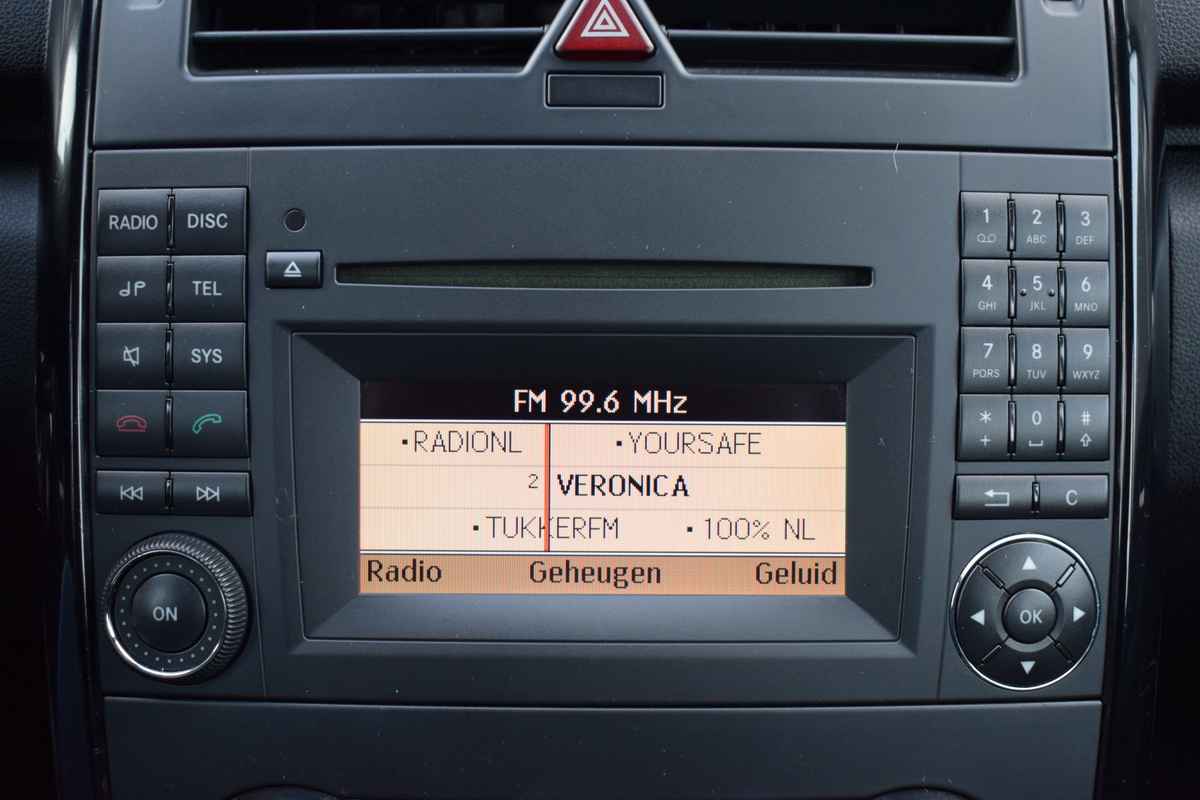 RADIO DISC
TEL
SYS
ON
FM 99.6 MHz
▪RADIONL ▪YOURSAFE
2 VERONICA
▪TUKKERFM ▪100% NL
Radio Geheugen Geluid
1 2 3
ABC DEF
4 5 6
GHI JKL MNO
7 8 9
PQRS TUV WXYZ
* 0 #
+
C
OK